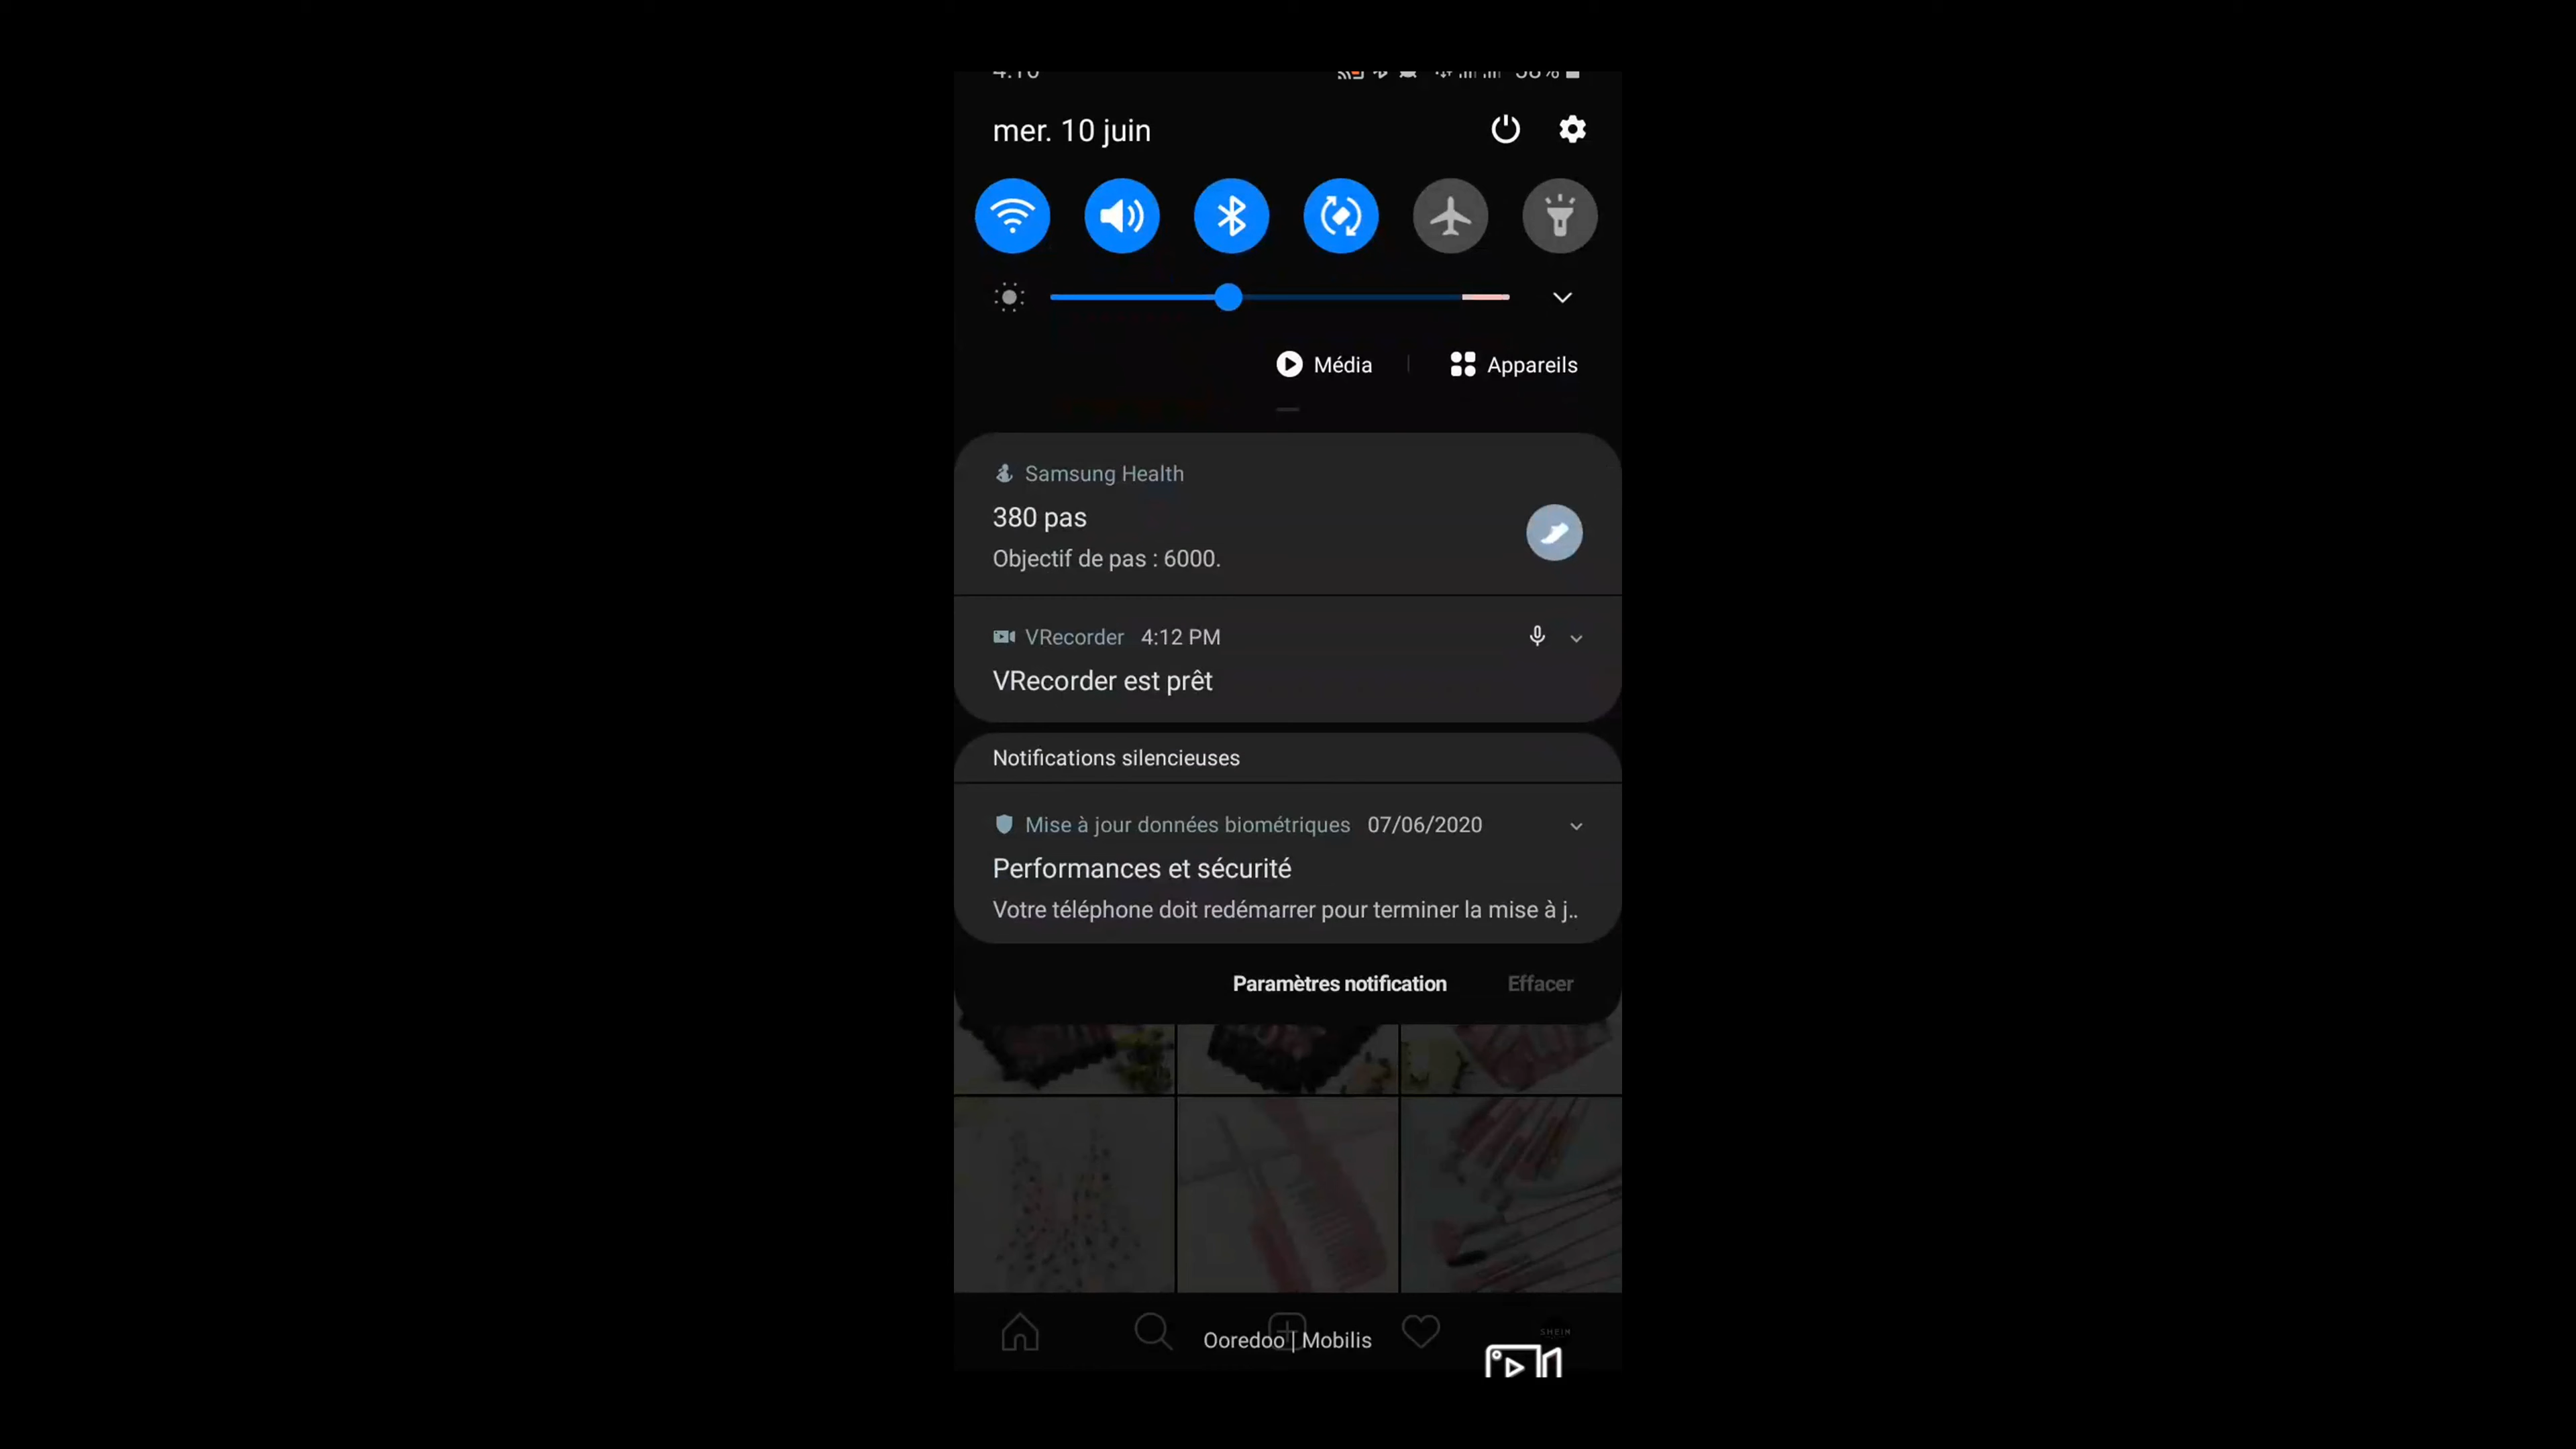 mer. 10 juin
Média | Appareils
Samsung Health
380 pas
Objectif de pas : 6000.
VRecorder 4:12 PM
VRecorder est prêt
Notifications silencieuses
Mise à jour données biométriques 07/06/2020
Performances et sécurité
Votre téléphone doit redémarrer pour terminer la mise à j..
Paramètres notification Effacer
SHEIN
Ooredoo | Mobilis